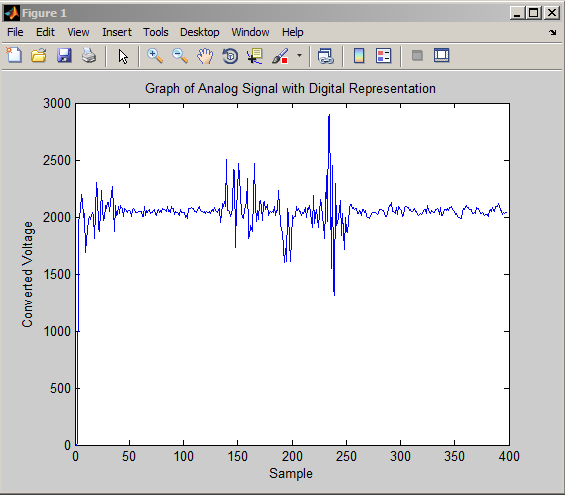 Figure 1
File Edit View Insert Tools Desktop Window Help
Graph of Analog Signal with Digital Representation
3000
2500
2000
1500
1000
500
0
Converted Voltage
0 50 100 150 200 250 300 350 400
Sample